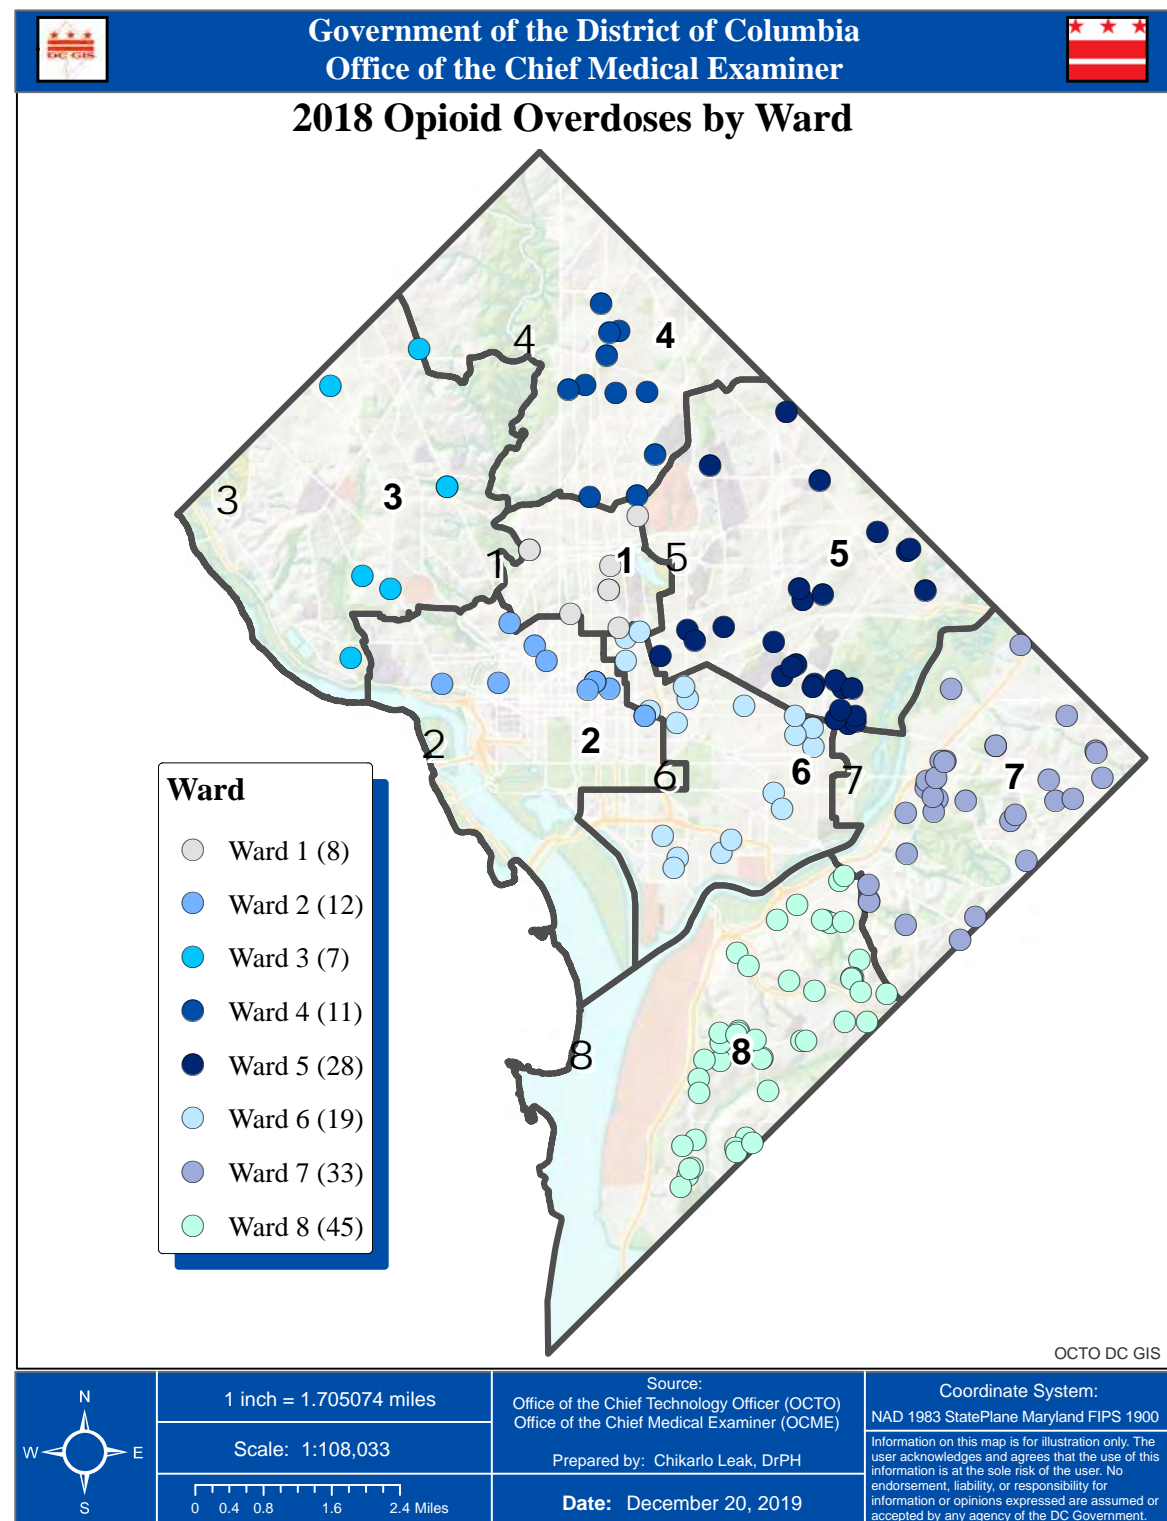 DC GIS
Government of the District of Columbia
Office of the Chief Medical Examiner
2018 Opioid Overdoses by Ward
4
4
3
3
1
1
5
5
2
2
6
6
7
7
8
8
Ward
Ward 1 (8)
Ward 2 (12)
Ward 3 (7)
Ward 4 (11)
Ward 5 (28)
Ward 6 (19)
Ward 7 (33)
Ward 8 (45)
OCTO DC GIS
N
W
E
S
1 inch = 1.705074 miles
Scale: 1:108,033
0 0.4 0.8 1.6 2.4 Miles
Source:
Office of the Chief Technology Officer (OCTO)
Office of the Chief Medical Examiner (OCME)
Prepared by: Chikarlo Leak, DrPH
Date: December 20, 2019
Coordinate System:
NAD 1983 StatePlane Maryland FIPS 1900
Information on this map is for illustration only. The
user acknowledges and agrees that the use of this
information is at the sole risk of the user. No
endorsement, liability, or responsibility for
information or opinions expressed are assumed or
accepted by any agency of the DC Government.